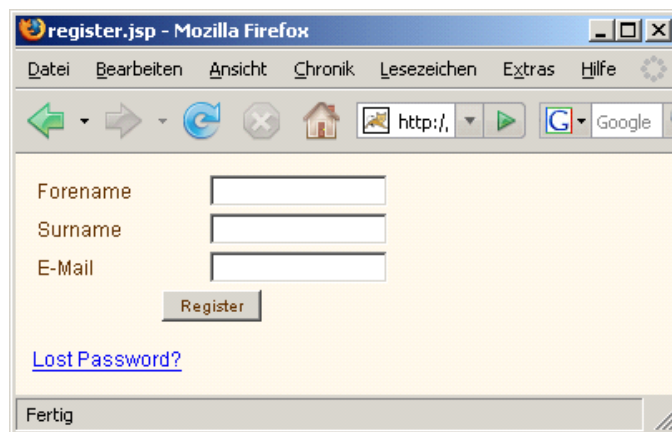 register.jsp - Mozilla Firefox
Datei Bearbeiten Ansicht Chronik Lesezeichen Extras Hilfe
http:/, G Google
Forename
Surname
E-Mail
Register
Lost Password?
Fertig